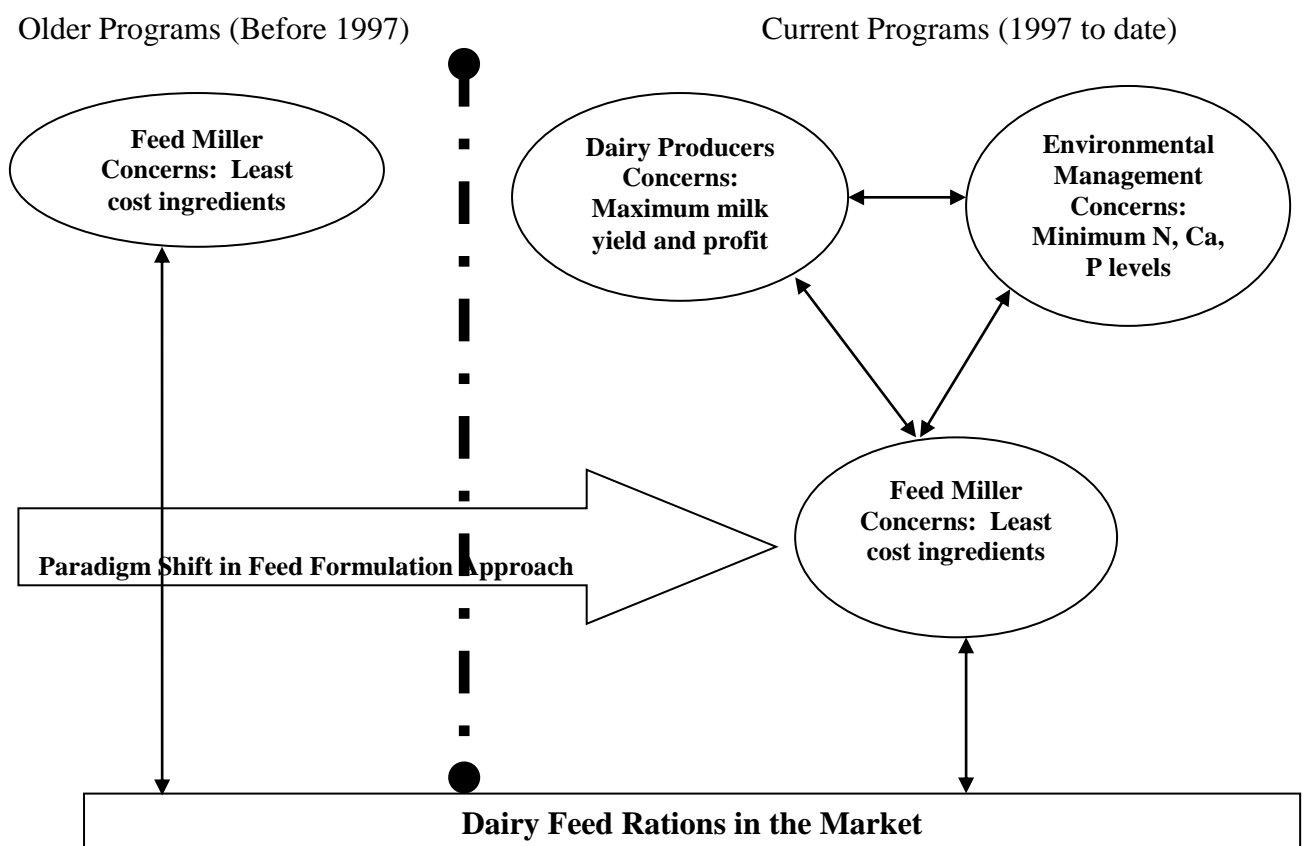 Older Programs (Before 1997)
Current Programs (1997 to date)
Feed Miller
Concerns:  Least
cost ingredients
Dairy Producers
Concerns:
Maximum milk
yield and profit
Environmental
Management
Concerns:
Minimum N, Ca,
P levels
Feed Miller
Concerns:  Least
cost ingredients
Paradigm Shift in Feed Formulation Approach
Dairy Feed Rations in the Market